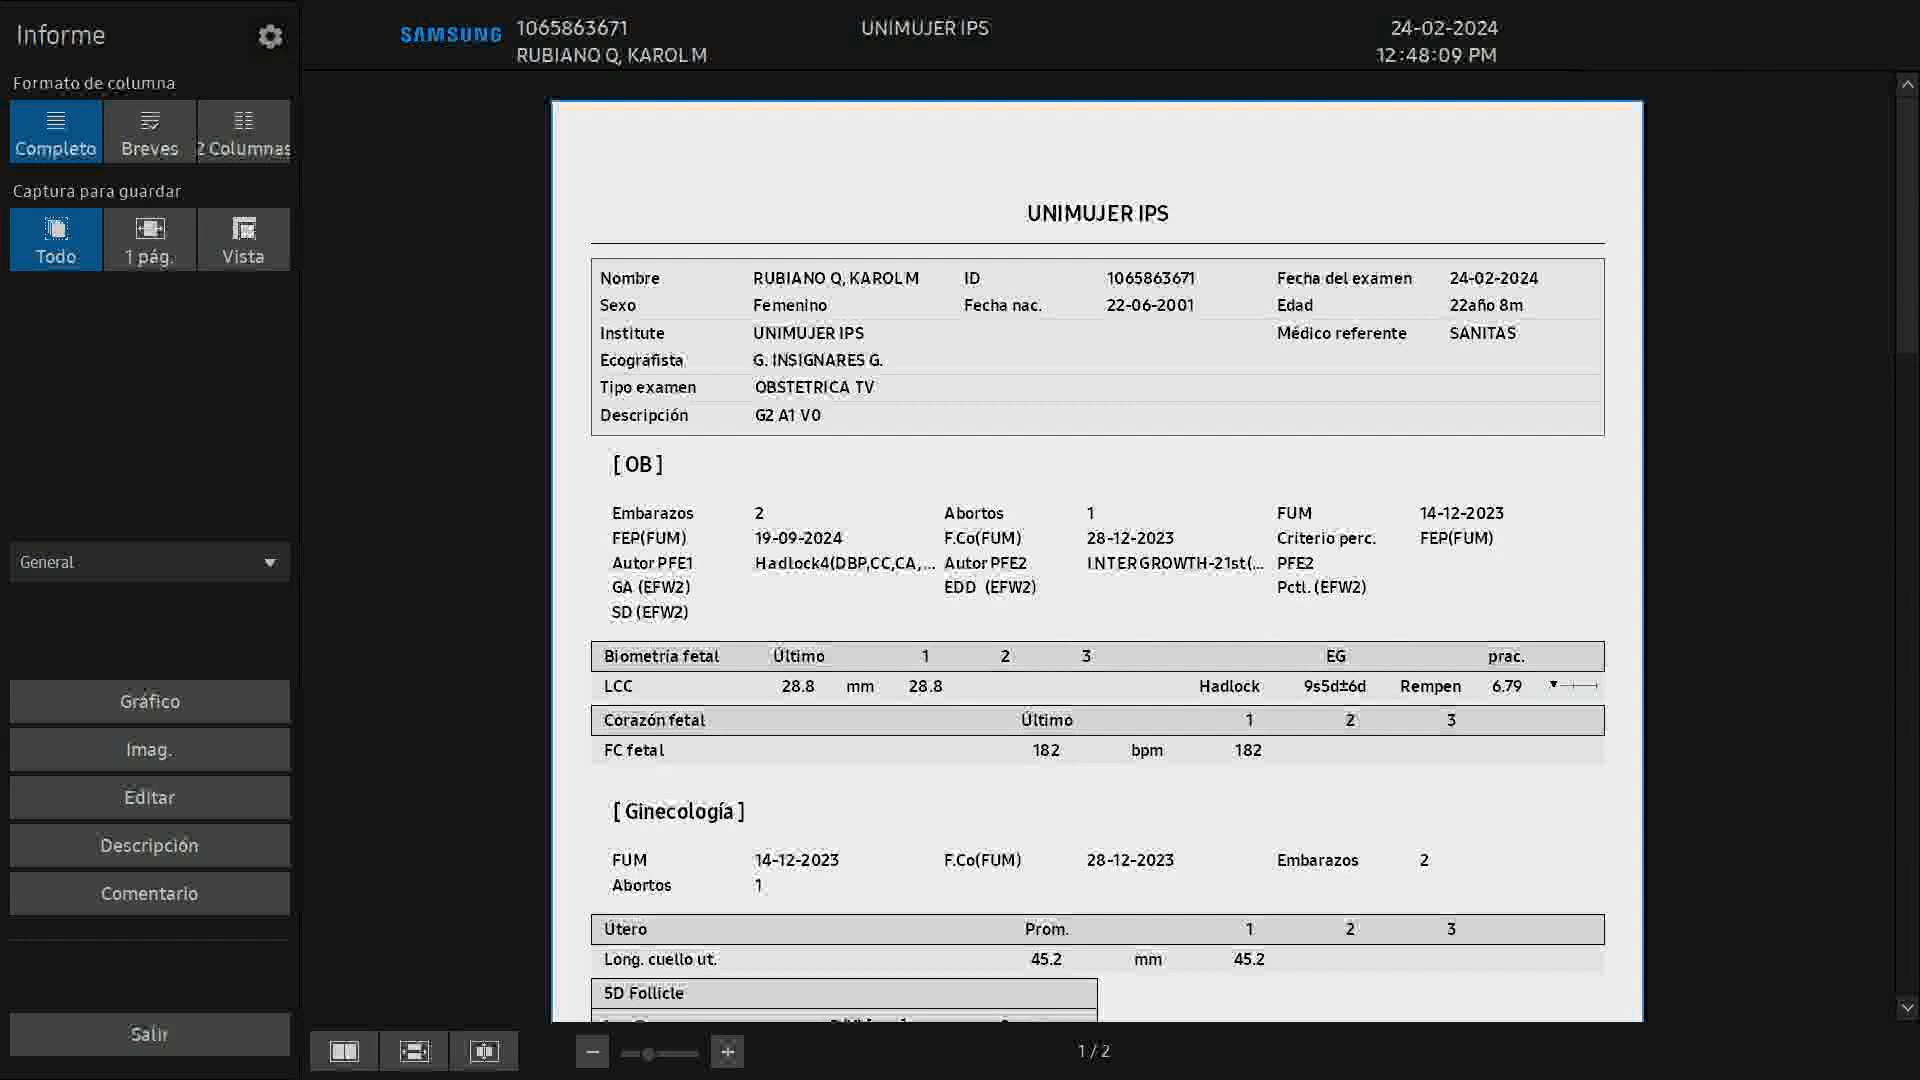 Informe
SAMSUNG 1065863671 UNIMUJER IPS 24-02-2024
RUBIANO Q, KAROL M 12:48:09 PM
Formato de columna
Completo Breves 2 Columnas
Captura para guardar
Todo 1 pág. Vista
General
Gráfico
Imag.
Editar
Descripción
Comentario
Salir
UNIMUJER IPS
Nombre RUBIANO Q, KAROL M ID 1065863671 Fecha del examen 24-02-2024
Sexo Femenino Fecha nac. 22-06-2001 Edad 22año 8m
Institute UNIMUJER IPS Médico referente SANITAS
Ecografista G. INSIGNARES G.
Tipo examen OBSTETRICA TV
Descripción G2 A1 V0
[ OB ]
Embarazos 2 Abortos 1 FUM 14-12-2023
FEP(FUM) 19-09-2024 F.Co(FUM) 28-12-2023 Criterio perc. FEP(FUM)
Autor PFE1 Hadlock4(DBP,CC,CA,... Autor PFE2 INTERGROWTH-21st(... PFE2
GA (EFW2) EDD (EFW2) Pctl. (EFW2)
SD (EFW2)
Biometría fetal Último 1 2 3 EG prac.
LCC 28.8 mm 28.8 Hadlock 9s5d±6d Rempen 6.79
Corazón fetal Último 1 2 3
FC fetal 182 bpm 182
[ Ginecología ]
FUM 14-12-2023 F.Co(FUM) 28-12-2023 Embarazos 2
Abortos 1
Útero Prom. 1 2 3
Long. cuello ut. 45.2 mm 45.2
5D Follicle
1 / 2